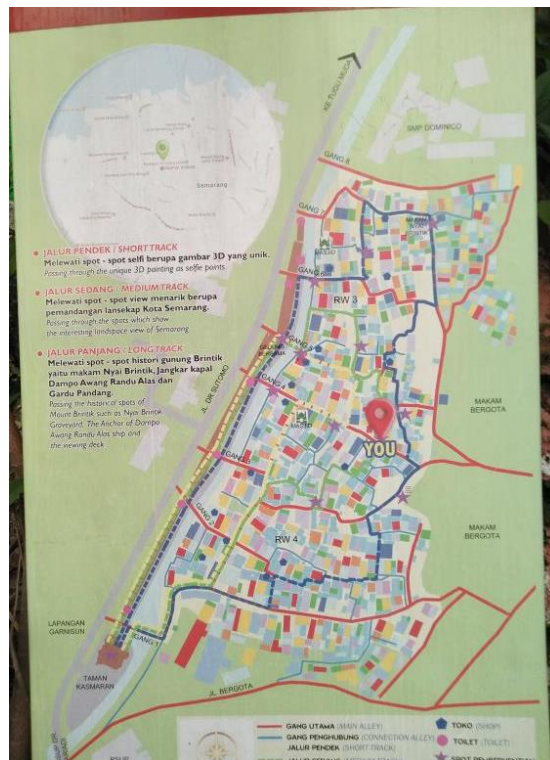 KE TUGU MUDA
SMP DOMINICO
GANG 8
GANG 7
Semarang
JALUR PENDEK / SHORT TRACK
Melewati spot - spot selfi berupa gambar 3D yang unik.
Passing through the unique 3D painting as selfie points.
MASJID
RW 3
JALUR SEDANG - MEDIUM TRACK
Melewati spot - spot view menarik berupa
pemandangan lansekap Kota Semarang.
Passing through the spots which show
the interesting landscape view of Semarang
JALUR PANJANG / LONG TRACK
Melewati spot - spot histori gunung Brintik
yaitu makam Nyai Brintik, Jangkar kapal
Dampo Awang Randu Alas dan
Gardu Pandang.
Passing the historical spots of
Mount Brintik such as Nyai Brintik
Graveyard, The Anchor of Dampo
Awang Randu Alas ship and
the viewing deck
JL DR SUTOMO
MAKAM
BERGOTA
MASJID
YOU
GANG 2
RW 4
MAKAM
BERGOTA
LAPANGAN
GARNISUN
GANG 1
TAMAN
KASMARAN
JL BERGOTA
GANG UTAMA (MAIN ALLEY)
GANG PENGHUBUNG (CONNECTION ALLEY)
JALUR PENDEK (SHORT TRACK)
TOKO (SHOP)
TOILET (TOILET)